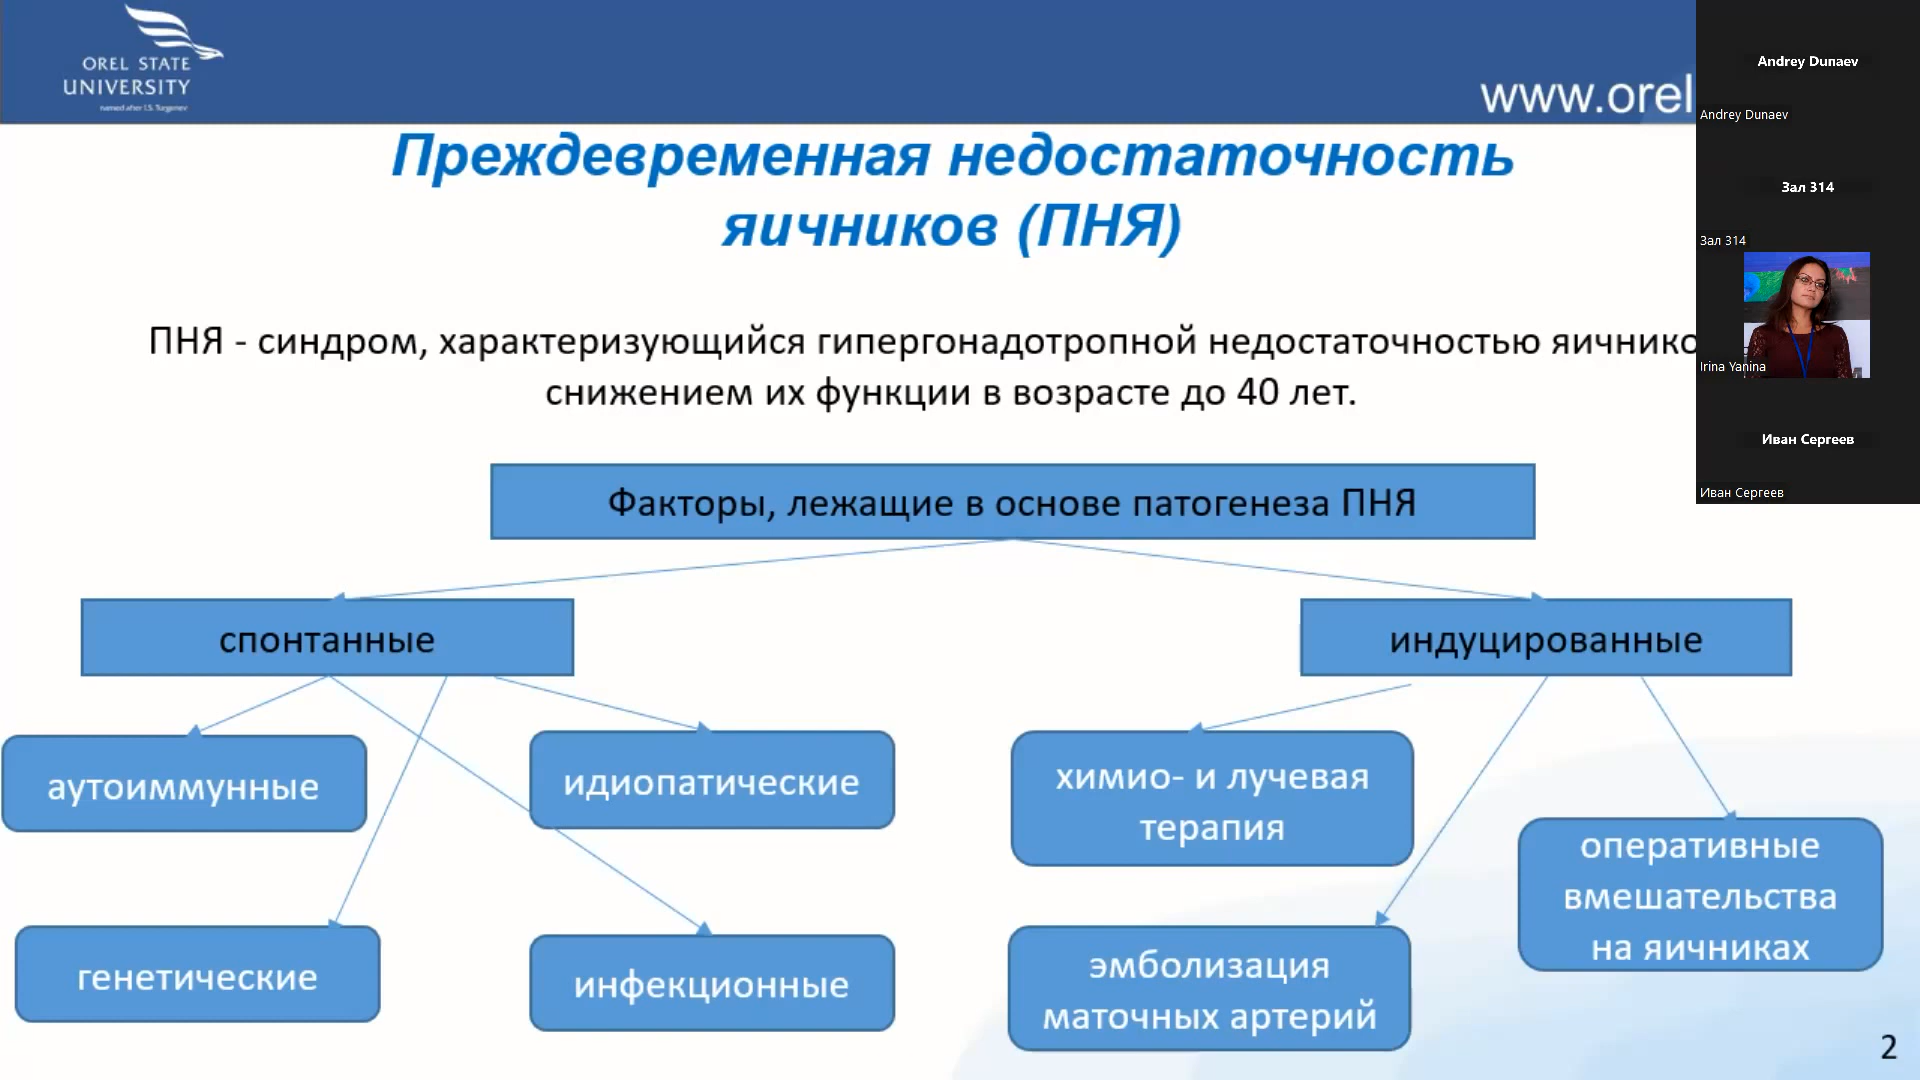 OREL STATE
UNIVERSITY
named after I.S. Turgenev
www.orel
Преждевременная недостаточность
яичников (ПНЯ)
ПНЯ - синдром, характеризующийся гипергонадотропной недостаточностью яичнико
снижением их функции в возрасте до 40 лет.
Факторы, лежащие в основе патогенеза ПНЯ
спонтанные
индуцированные
аутоиммунные
идиопатические
химио- и лучевая
терапия
оперативные
вмешательства
на яичниках
генетические
инфекционные
эмболизация
маточных артерий
2
Andrey Dunaev
Andrey Dunaev
Зал 314
Зал 314
Irina Yanina
Иван Сергеев
Иван Сергеев